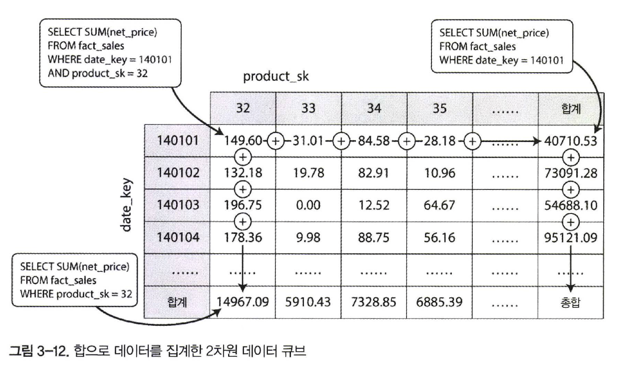 SELECT SUM(net_price)
FROM fact_sales
WHERE date_key = 140101
AND product_sk = 32
SELECT SUM(net_price)
FROM fact_sales
WHERE date_key = 140101
product_sk
32 33 34 35 ...... 합계
140101 149.60 + 31.01 + 84.58 + 28.18 + ...... 40710.53
+ +
140102 132.18 19.78 82.91 10.96 ...... 73091.28
+ +
date_key
140103 196.75 0.00 12.52 64.67 ...... 54688.10
+ +
140104 178.36 9.98 88.75 56.16 ...... 95121.09
...... ...... ...... ...... ...... ...... ......
합계 14967.09 5910.43 7328.85 6885.39 ...... 총합
SELECT SUM(net_price)
FROM fact_sales
WHERE product_sk = 32
그림 3-12. 합으로 데이터를 집계한 2차원 데이터 큐브